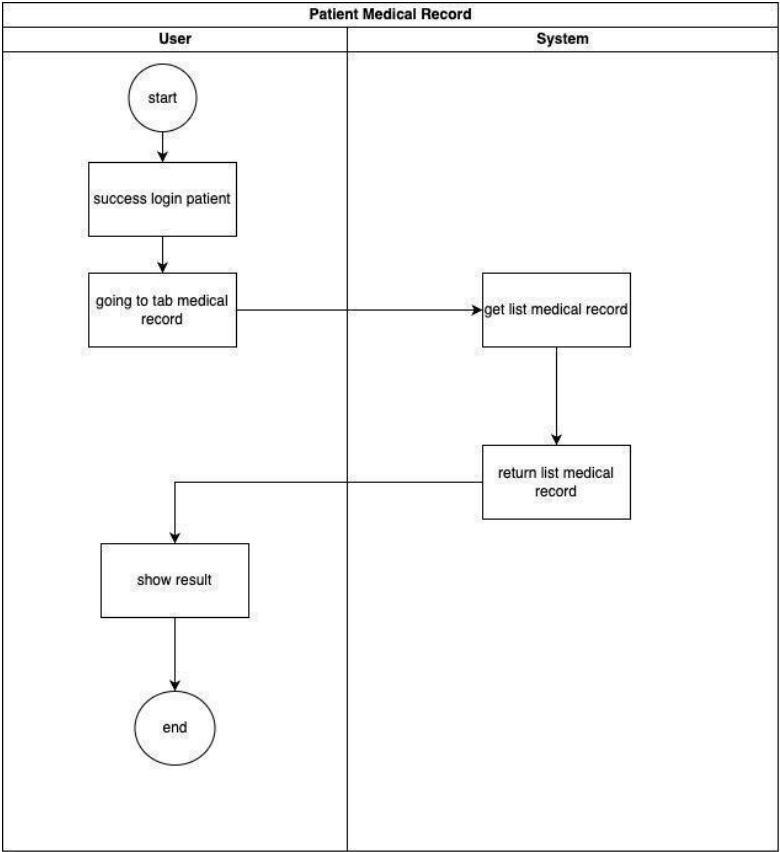 Patient Medical Record
User
System
start
success login patient
going to tab medical
record
get list medical record
return list medical
record
show result
end